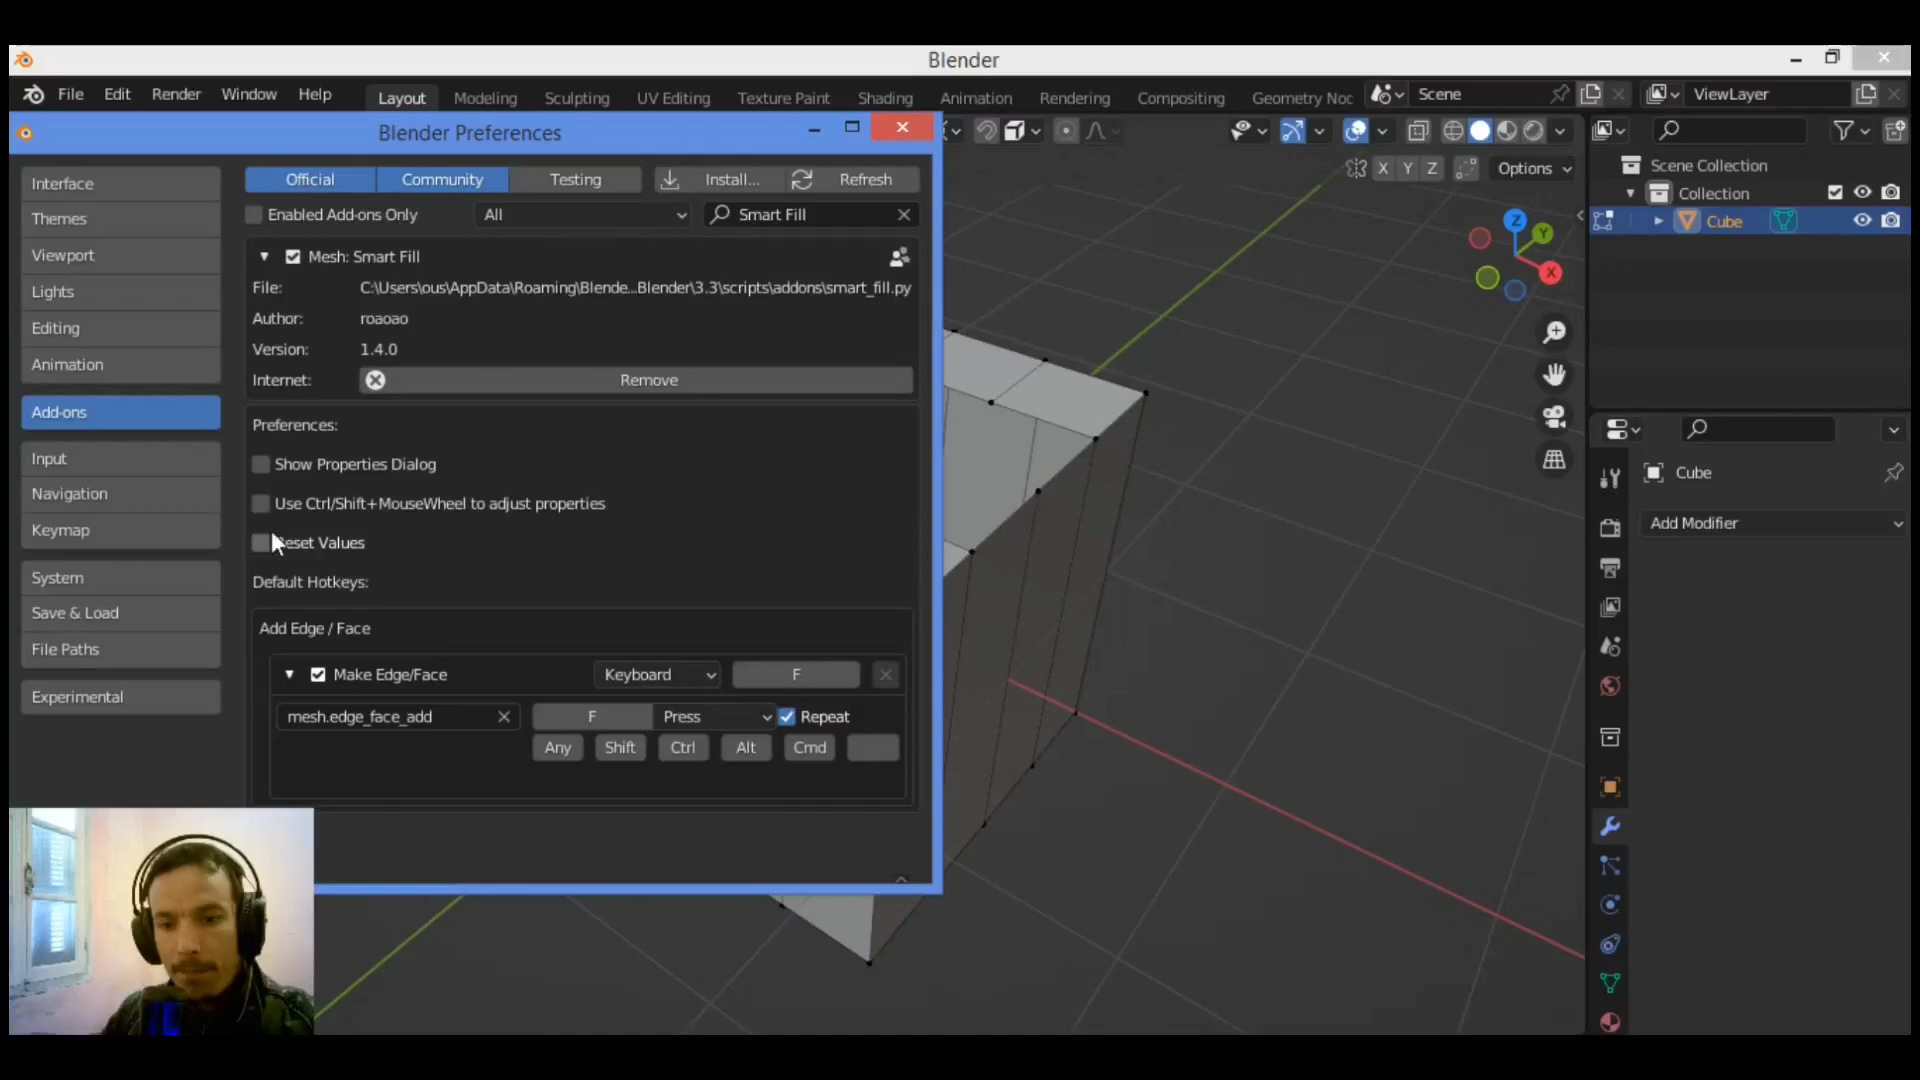 Blender
File Edit Render Window Help Layout Modeling Sculpting UV Editing Texture Paint Shading Animation Rendering Compositing Geometry Noc Scene ViewLayer
Blender Preferences
X Y Z Options
Interface
Themes
Viewport
Lights
Editing
Animation
Add-ons
Input
Navigation
Keymap
System
Save & Load
File Paths
Experimental
Official Community Testing Install... Refresh
Enabled Add-ons Only All Smart Fill
Mesh: Smart Fill
File: C:\Users\ous\AppData\Roaming\Blende...Blender\3.3\scripts\addons\smart_fill.py
Author: roaoao
Version: 1.4.0
Internet: Remove
Preferences:
Show Properties Dialog
Use Ctrl/Shift+MouseWheel to adjust properties
Values
Default Hotkeys:
Add Edge / Face
Make Edge/Face Keyboard F
mesh.edge_face_add F Press Repeat
Any Shift Ctrl Alt Cmd
Z
Y
X
Scene Collection
Collection
Cube
Cube
Add Modifier